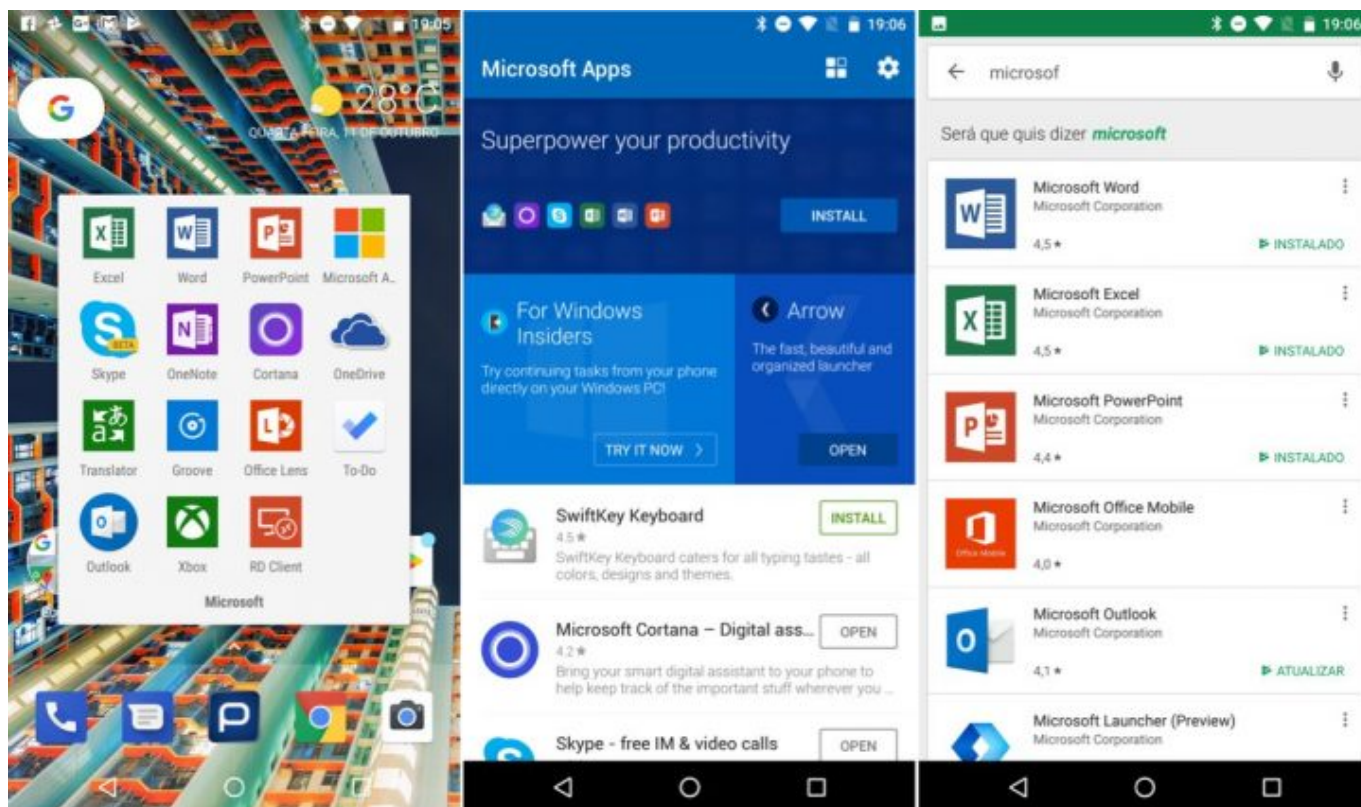 19:05
28°C
QUARTA-FEIRA, 11 DE OUTUBRO
Excel
Word
PowerPoint
Microsoft A..
Skype
BETA
OneNote
Cortana
OneDrive
Translator
Groove
Office Lens
To-Do
Outlook
Xbox
RD Client
Microsoft
19:06
Microsoft Apps
Superpower your productivity
INSTALL
For Windows
Insiders
Try continuing tasks from your phone
directly on your Windows PC!
TRY IT NOW
Arrow
The fast, beautiful and
organized launcher
OPEN
SwiftKey Keyboard
INSTALL
4.5★
SwiftKey Keyboard caters for all typing tastes - all
colors, designs and themes.
Microsoft Cortana – Digital ass...
OPEN
4.2★
Bring your smart digital assistant to your phone to
help keep track of the important stuff wherever you ...
Skype - free IM & video calls
OPEN
19:06
microsof
Será que quis dizer microsoft
Microsoft Word
Microsoft Corporation
4,5★
INSTALADO
Microsoft Excel
Microsoft Corporation
4,5★
INSTALADO
Microsoft PowerPoint
Microsoft Corporation
4,4★
INSTALADO
Microsoft Office Mobile
Microsoft Corporation
Office Mobile
4,0★
Microsoft Outlook
Microsoft Corporation
4,1★
ATUALIZAR
Microsoft Launcher (Preview)
Microsoft Corporation